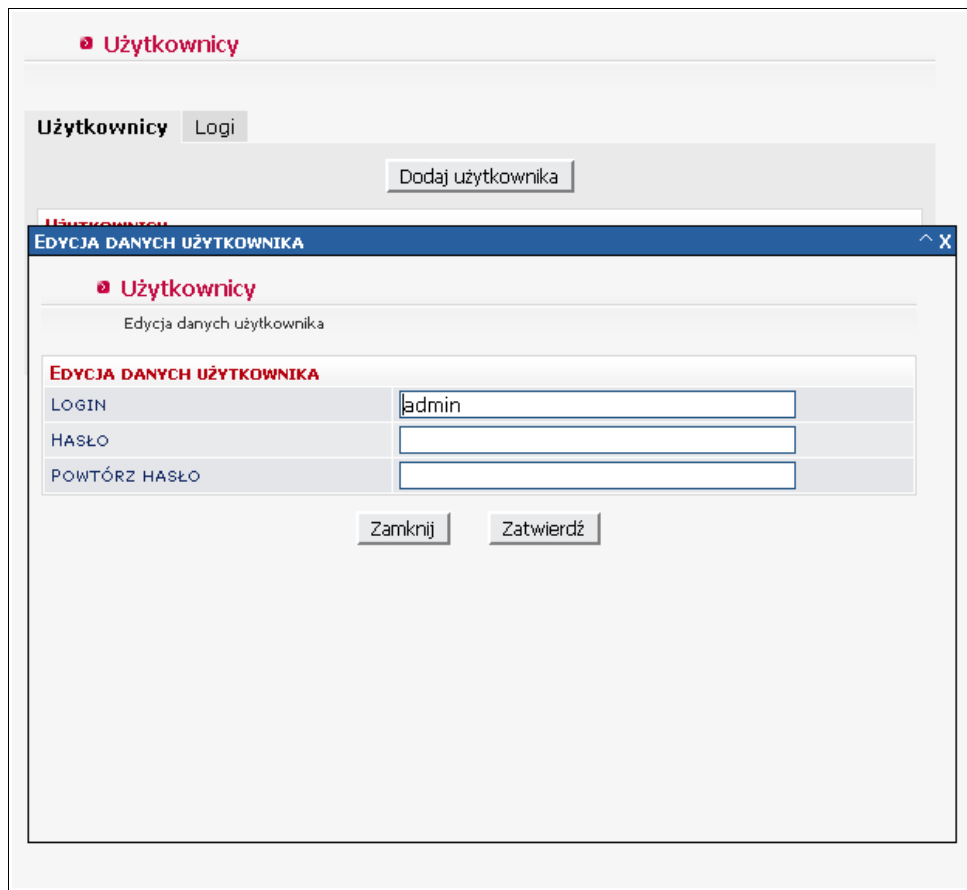 Użytkownicy
Użytkownicy Logi
Dodaj użytkownika
Użytkownicy
Edycja danych użytkownika ^ X
Użytkownicy
Edycja danych użytkownika
Edycja danych użytkownika
Login admin
Hasło
Powtórz hasło
Zamknij Zatwierdź